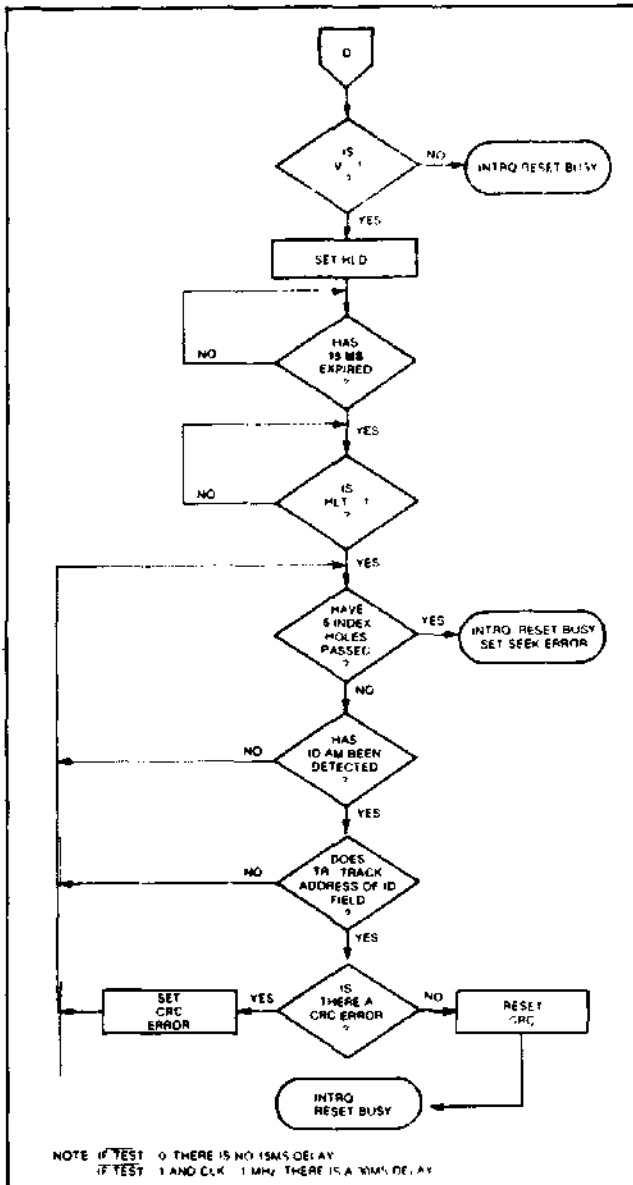 D
IS
V 1
?
NO
INTRQ RESET BUSY
YES
SET HLD
HAS
15 MS
EXPIRED
?
NO
YES
IS
HLT 1
?
NO
YES
HAVE
INDEX
HOLES
PASSED
?
YES
INTRQ RESET BUSY
SET SEEK ERROR
NO
HAS
ID AM BEEN
DETECTED
?
NO
YES
DOES
TR TRACK
ADDRESS OF ID
FIELD
?
NO
YES
IS
THERE A
CRC ERROR
?
YES
SET
CRC
ERROR
NO
RESET
CRC
INTRQ
RESET BUSY
NOTE IF TEST 0 THERE IS NO 15MS DELAY
IF TEST 1 AND CLK 1 MHz THERE IS A 30MS DELAY